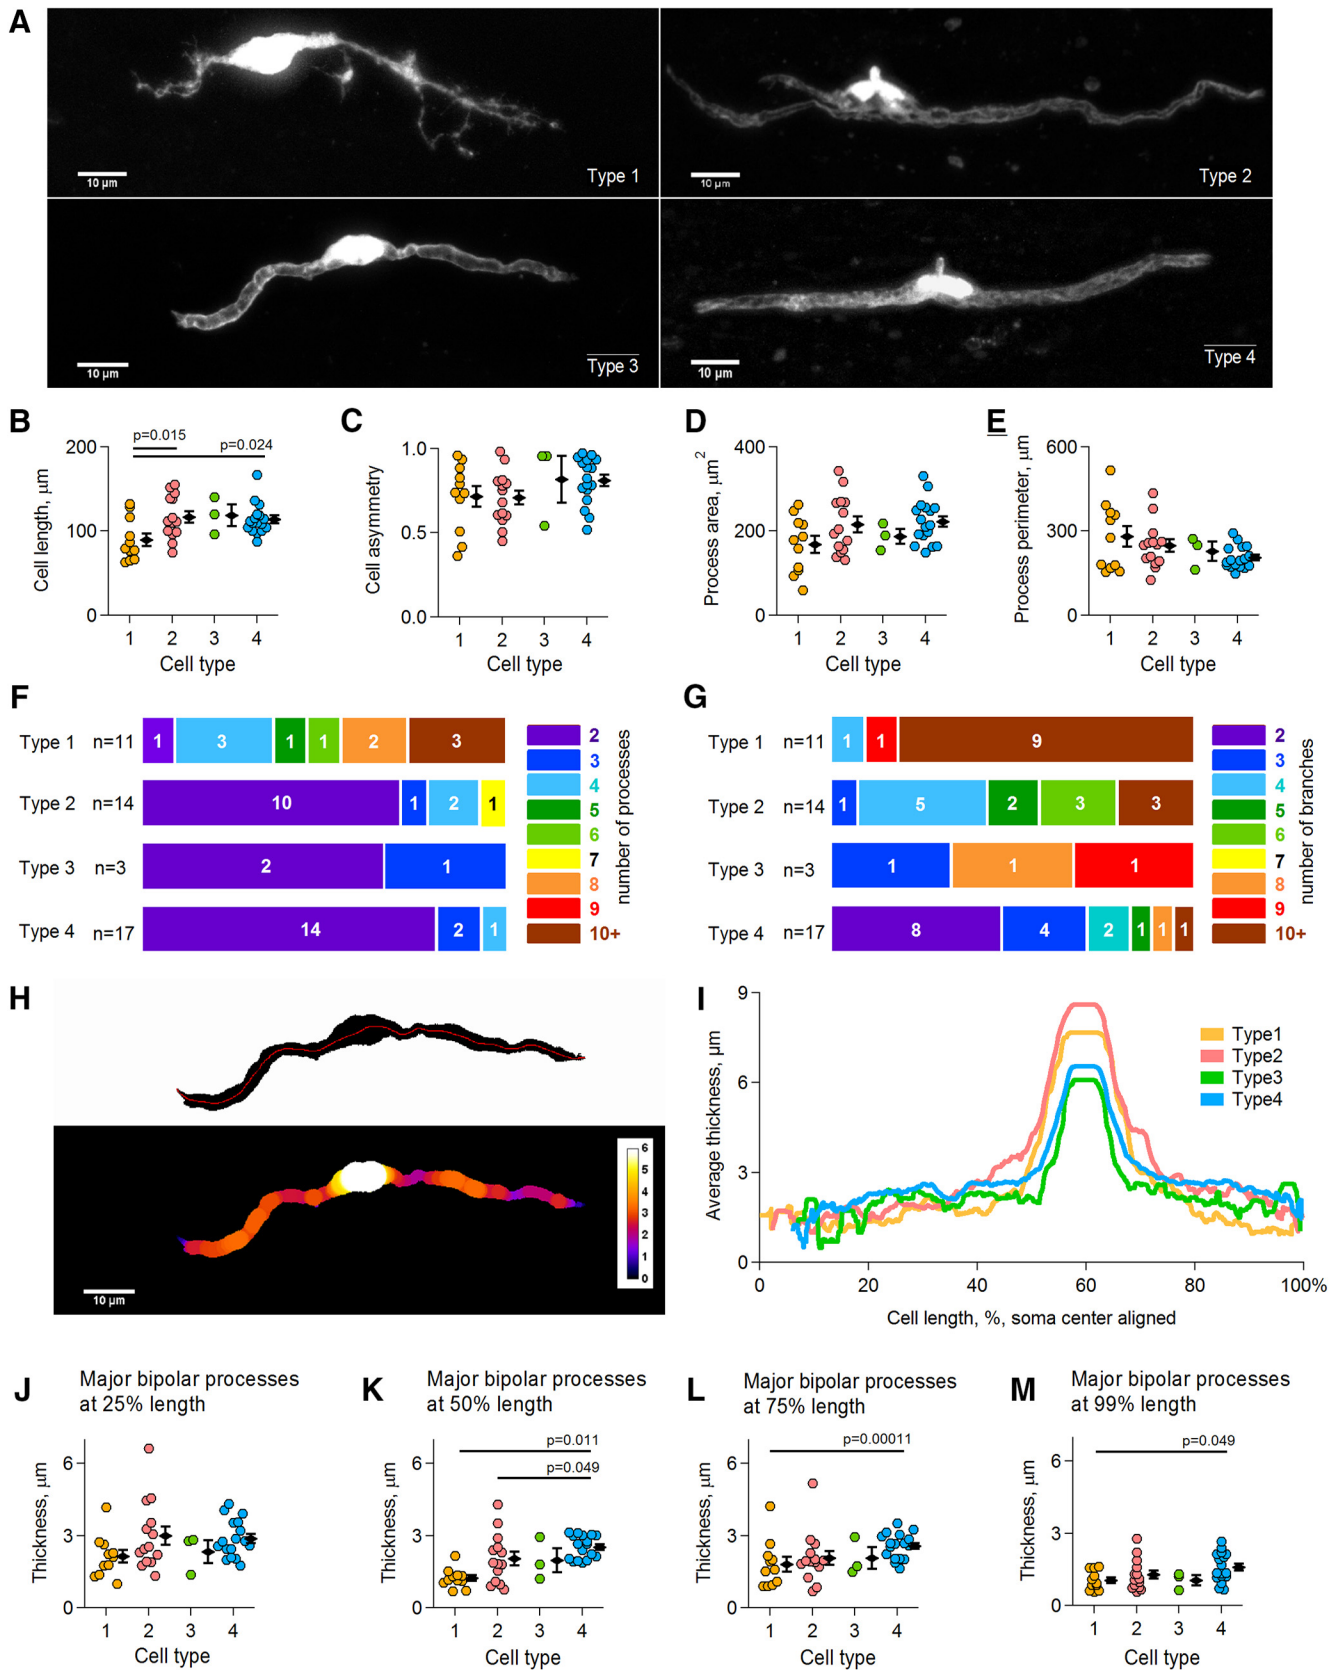 A
10 µm
Type 1
10 µm
Type 2
10 µm
Type 3
10 µm
Type 4
B
p=0.015
p=0.024
Cell length, µm
200
100
0
1 2 3 4
Cell type
C
Cell asymmetry
1.0
0.5
0.0
1 2 3 4
Cell type
D
Process area, µm²
400
200
0
1 2 3 4
Cell type
E
Process perimeter, µm
600
300
0
1 2 3 4
Cell type
F
Type 1 n=11 1 3 1 1 2 3
Type 2 n=14 10 1 2 1
Type 3 n=3 2 1
Type 4 n=17 14 2 1
2
3
4
5
6
7
8
9
10+
number of processes
G
Type 1 n=11 1 1 9
Type 2 n=14 1 5 2 3 3
Type 3 n=3 1 1 1
Type 4 n=17 8 4 2 1 1 1
2
3
4
5
6
7
8
9
10+
number of branches
H
6
5
4
3
2
1
0
10 µm
I
Average thickness, µm
9
6
3
0
0 20 40 60 80 100%
Cell length, %, soma center aligned
Type1
Type2
Type3
Type4
J
Major bipolar processes
at 25% length
Thickness, µm
6
3
0
1 2 3 4
Cell type
K
Major bipolar processes
at 50% length
p=0.011
p=0.049
Thickness, µm
6
3
0
1 2 3 4
Cell type
L
Major bipolar processes
at 75% length
p=0.00011
Thickness, µm
6
3
0
1 2 3 4
Cell type
M
Major bipolar processes
at 99% length
p=0.049
Thickness, µm
6
3
0
1 2 3 4
Cell type